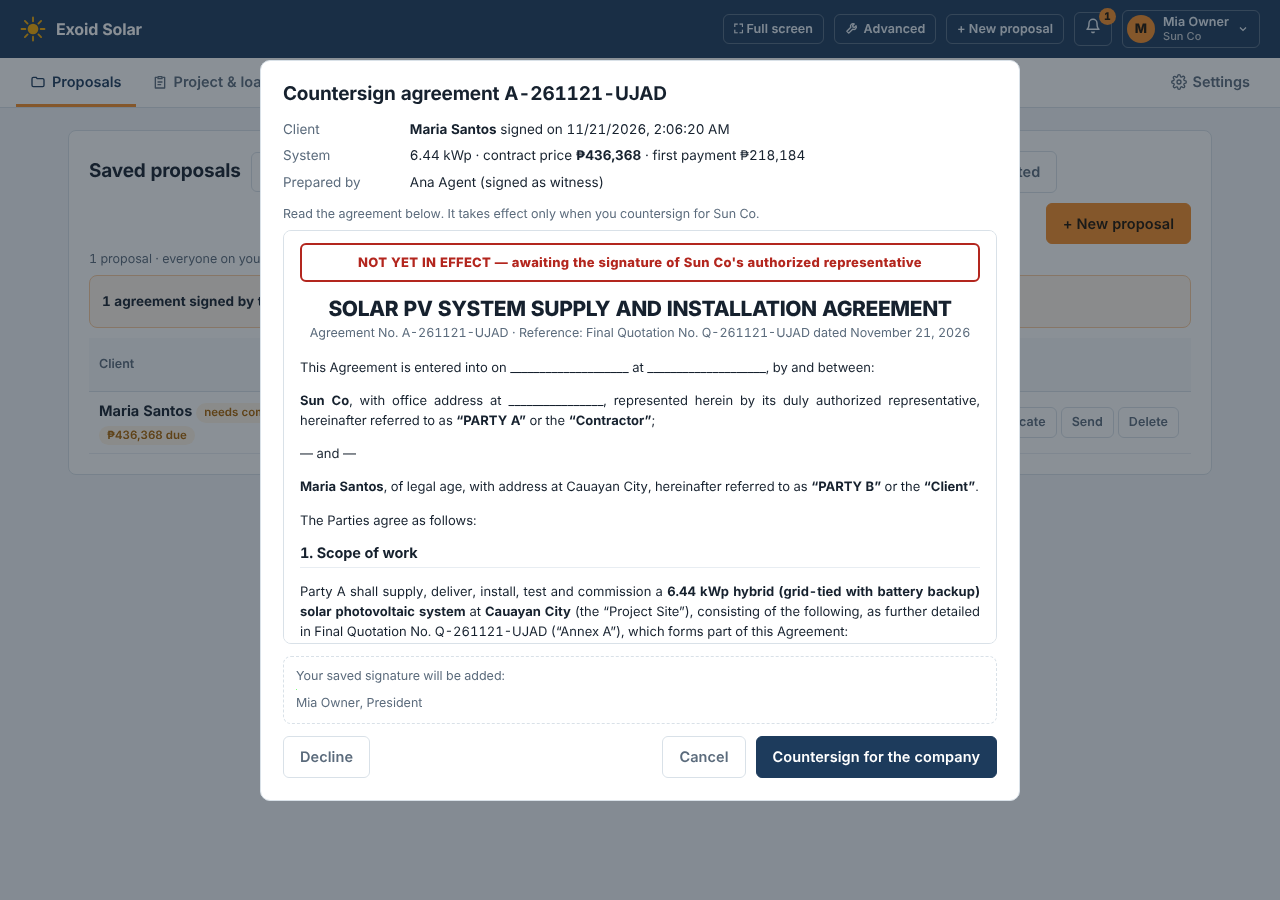 Exoid Solar
Full screen
Advanced
+ New proposal
1
M
Mia Owner
Sun Co
Proposals
Project & loa
Settings
Saved proposals
ted
+ New proposal
1 proposal · everyone on you
1 agreement signed by t
Client
Maria Santos needs con
₱436,368 due
cate
Send
Delete
Countersign agreement A-261121-UJAD
Client Maria Santos signed on 11/21/2026, 2:06:20 AM
System 6.44 kWp · contract price ₱436,368 · first payment ₱218,184
Prepared by Ana Agent (signed as witness)
Read the agreement below. It takes effect only when you countersign for Sun Co.
NOT YET IN EFFECT — awaiting the signature of Sun Co's authorized representative
SOLAR PV SYSTEM SUPPLY AND INSTALLATION AGREEMENT
Agreement No. A-261121-UJAD · Reference: Final Quotation No. Q-261121-UJAD dated November 21, 2026
This Agreement is entered into on ___________________ at ___________________, by and between:
Sun Co, with office address at _______________, represented herein by its duly authorized representative,
hereinafter referred to as “PARTY A” or the “Contractor”;
— and —
Maria Santos, of legal age, with address at Cauayan City, hereinafter referred to as “PARTY B” or the “Client”.
The Parties agree as follows:
1. Scope of work
Party A shall supply, deliver, install, test and commission a 6.44 kWp hybrid (grid-tied with battery backup)
solar photovoltaic system at Cauayan City (the “Project Site”), consisting of the following, as further detailed
in Final Quotation No. Q-261121-UJAD (“Annex A”), which forms part of this Agreement:
Your saved signature will be added:
Mia Owner, President
Decline
Cancel
Countersign for the company